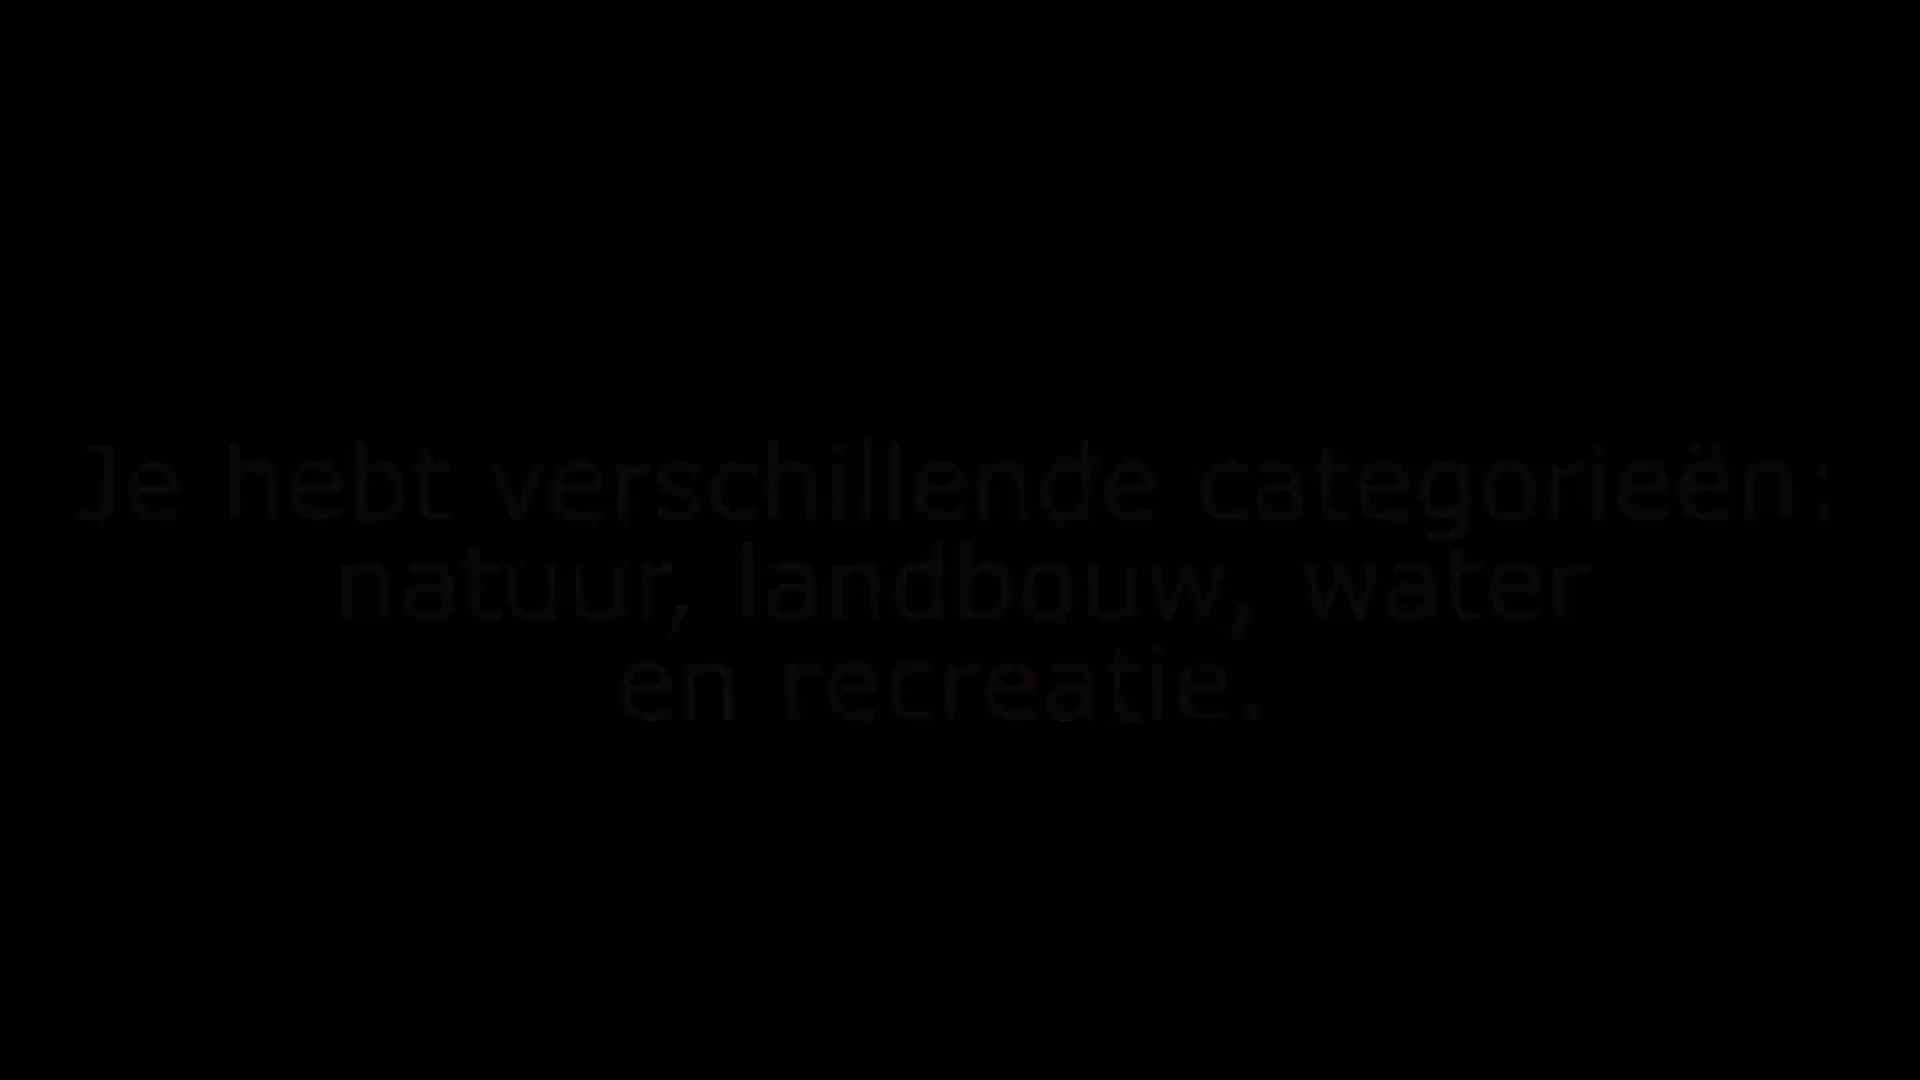 Je hebt verschillende categorieën:
natuur, landbouw, water
en recreatie.